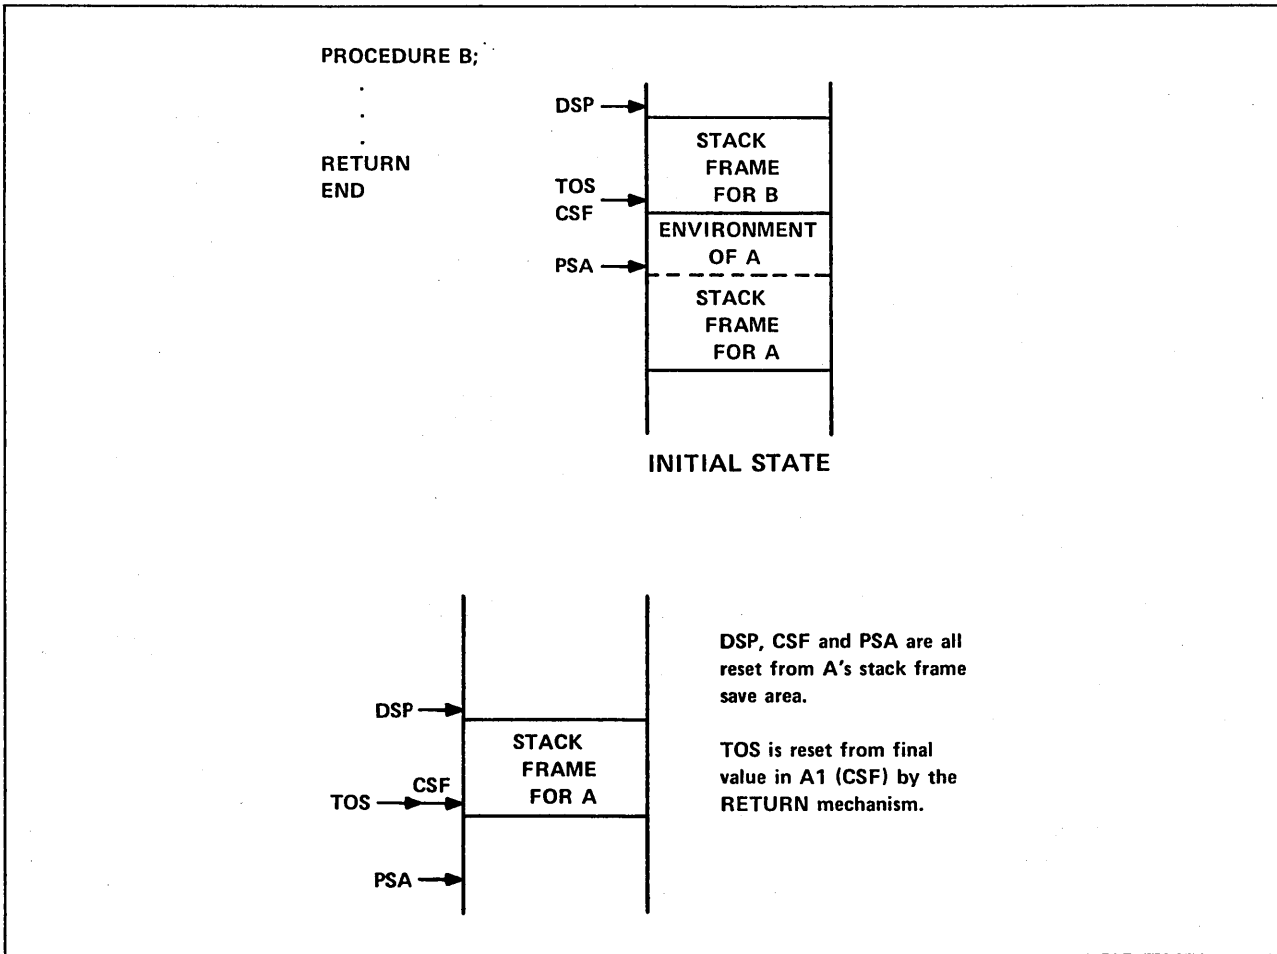 PROCEDURE B;
.
.
.
RETURN
END
DSP
STACK
FRAME
FOR B
TOS
CSF
ENVIRONMENT
OF A
PSA
STACK
FRAME
FOR A
INITIAL STATE
DSP
STACK
FRAME
FOR A
CSF
TOS
PSA
DSP, CSF and PSA are all
reset from A's stack frame
save area.
TOS is reset from final
value in A1 (CSF) by the
RETURN mechanism.